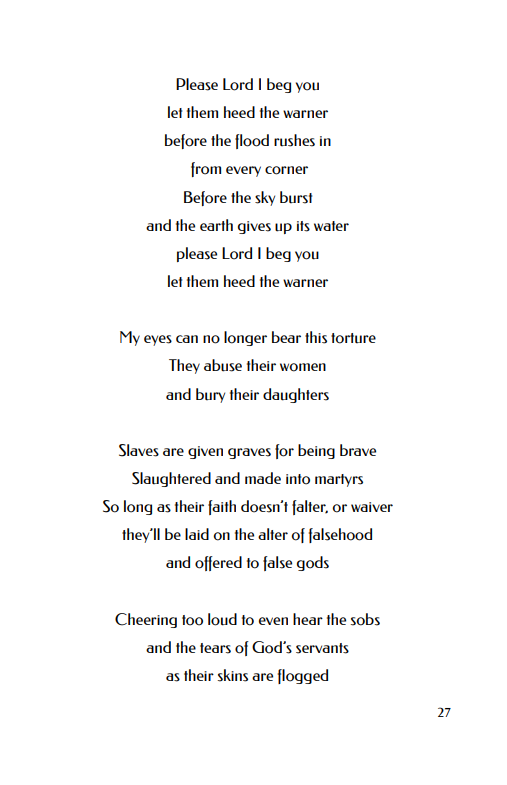 Please Lord I beg you
let them heed the warner
before the flood rushes in
from every corner
Before the sky burst
and the earth gives up its water
please Lord I beg you
let them heed the warner
My eyes can no longer bear this torture
They abuse their women
and bury their daughters
Slaves are given graves for being brave
Slaughtered and made into martyrs
So long as their faith doesn't falter, or waiver
they'll be laid on the alter of falsehood
and offered to false gods
Cheering too loud to even hear the sobs
and the tears of God's servants
as their skins are flogged
27